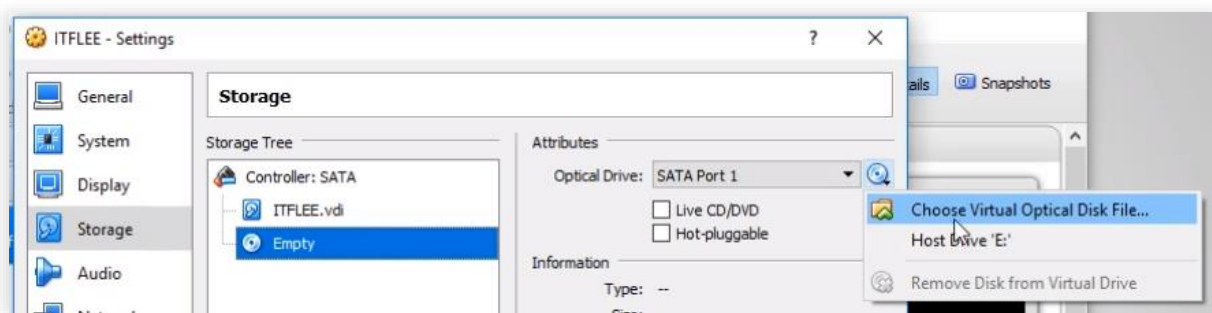 ITFLEE - Settings
?
Snapshots
General
System
Display
Storage
Audio
Storage
Storage Tree
Controller: SATA
ITFLEE.vdi
Empty
Attributes
Optical Drive: SATA Port 1
Live CD/DVD
Hot-pluggable
Information
Type: --
Choose Virtual Optical Disk File...
Host Drive 'E:'
Remove Disk from Virtual Drive